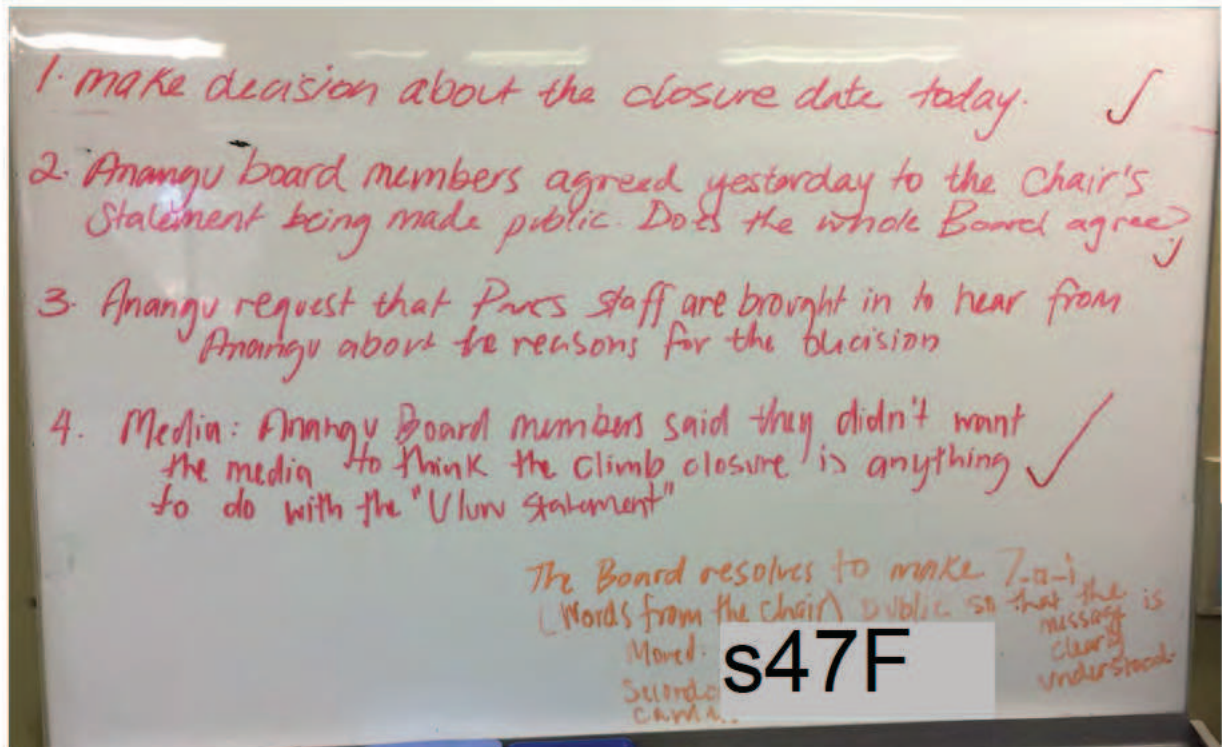 1. make decision about the closure date today. ✓
2. Anangu board members agreed yesterday to the Chair's
Statement being made public. Does the whole Board agree? ✓
3. Anangu request that Parks staff are brought in to hear from
Anangu about the reasons for the decision
4. Media: Anangu Board members said they didn't want
the media to think the climb closure is anything ✓
to do with the "Uluru Statement"
The Board resolves to make 7-a-i
(Words from the Chair) public so that the
message is
clearly
understood.
Moved:
s47F